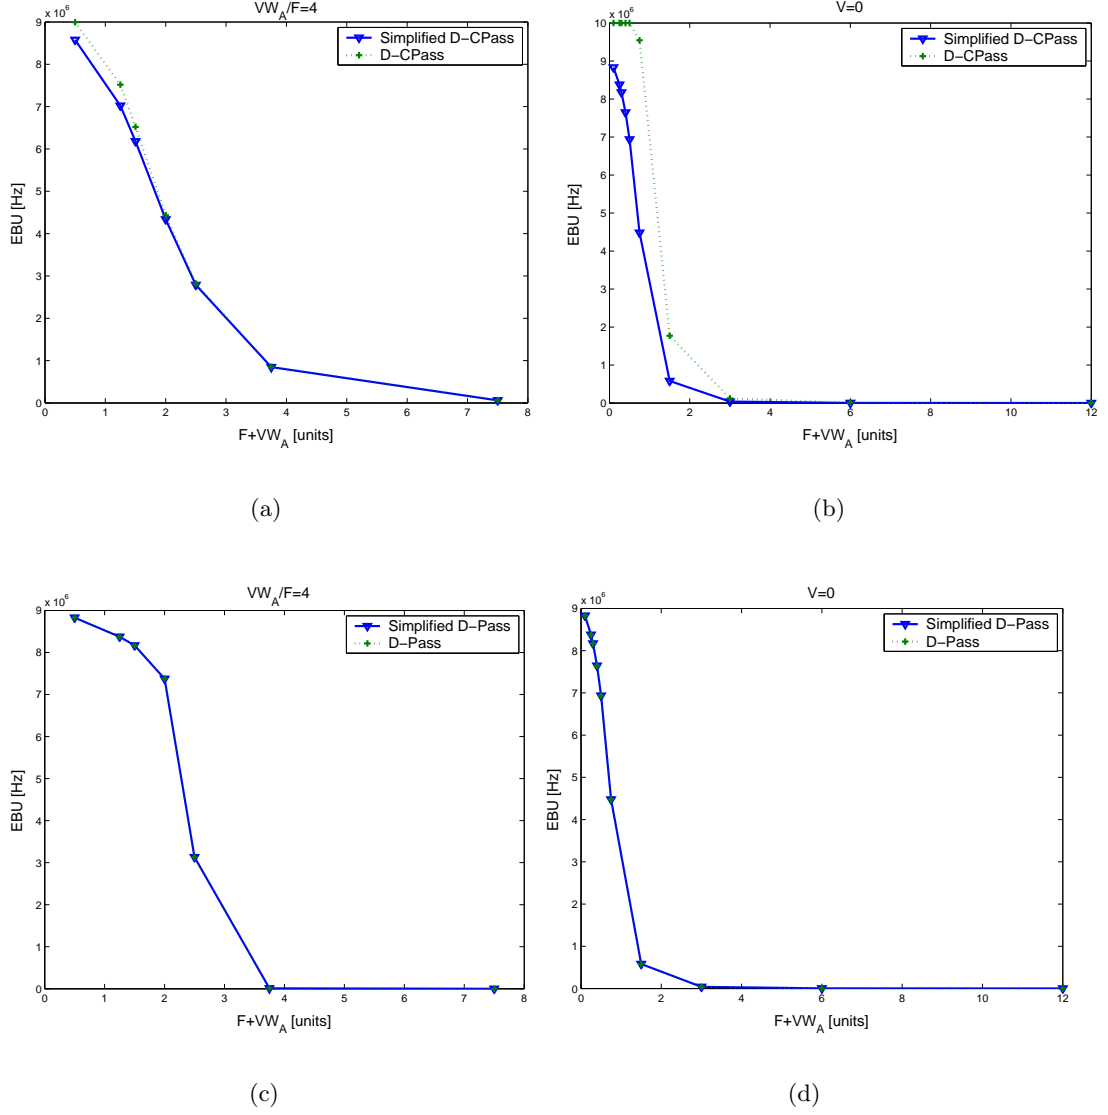 VW_A/F=4
x 10^6
9
8
7
6
5
4
3
2
1
0
EBU [Hz]
0 1 2 3 4 5 6 7 8
F+VW_A [units]
Simplified D−CPass
D−CPass
(a)
V=0
x 10^6
10
9
8
7
6
5
4
3
2
1
0
EBU [Hz]
0 2 4 6 8 10 12
F+VW_A [units]
Simplified D−CPass
D−CPass
(b)
VW_A/F=4
x 10^6
9
8
7
6
5
4
3
2
1
0
EBU [Hz]
0 1 2 3 4 5 6 7 8
F+VW_A [units]
Simplified D−Pass
D−Pass
(c)
V=0
x 10^6
9
8
7
6
5
4
3
2
1
0
EBU [Hz]
0 2 4 6 8 10 12
F+VW_A [units]
Simplified D−Pass
D−Pass
(d)